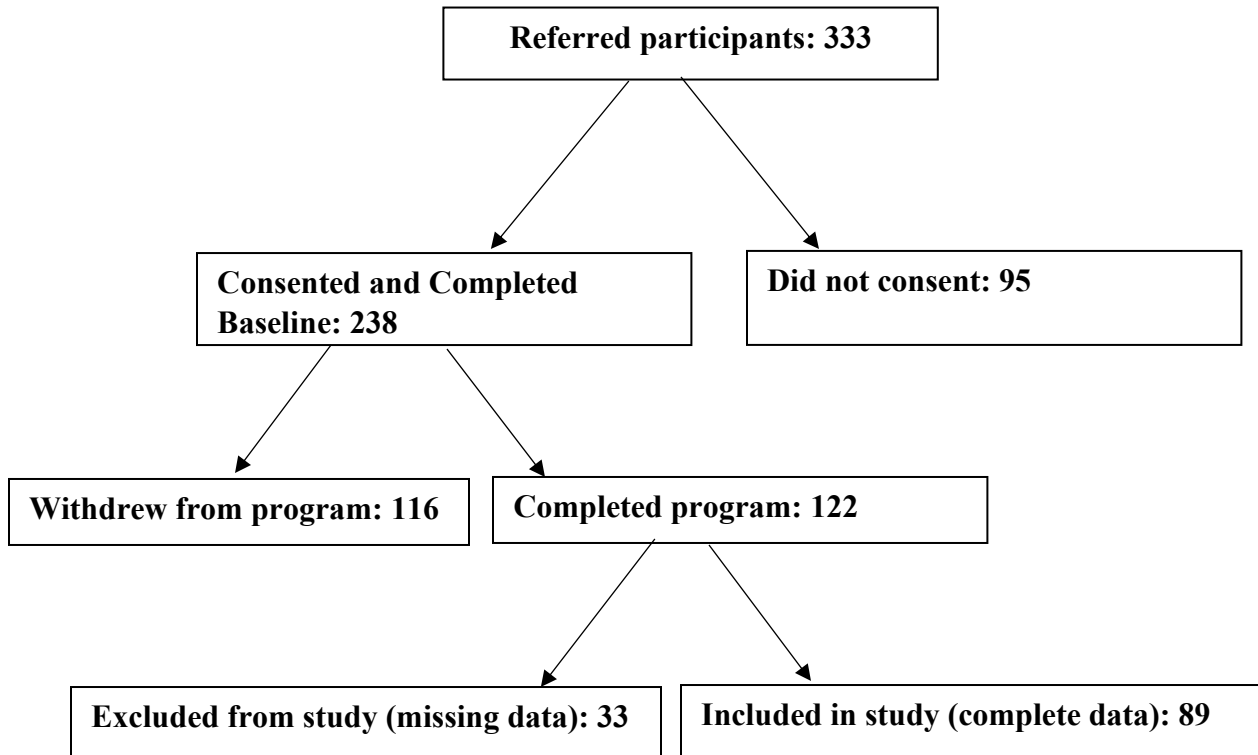 Referred participants: 333
Consented and Completed
Baseline: 238
Did not consent: 95
Withdrew from program: 116
Completed program: 122
Excluded from study (missing data): 33
Included in study (complete data): 89